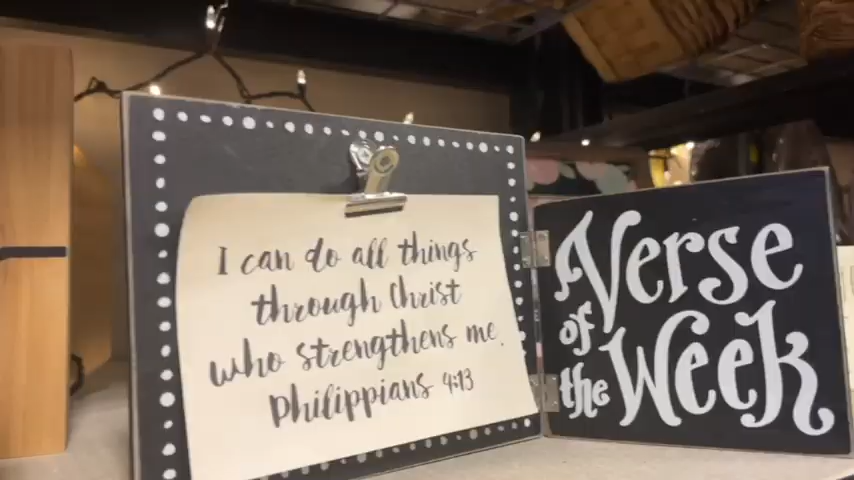 I can do all things
through Christ
who strengthens me.
Philippians 4:13
Verse
of
the Week